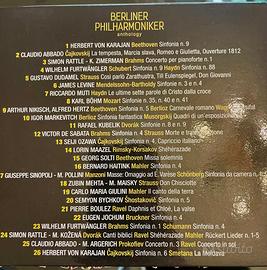 BERLINER
PHILHARMONIKER
anthology
1 HERBERT VON KARAJAN Beethoven Sinfonia n. 9
2 CLAUDIO ABBADO Čajkovskij La tempesta, Marcia slava, Romeo e Giulietta, Ouverture 1812
3 SIMON RATTLE - K. ZIMERMAN Brahms Concerto per pianoforte n. 1
4 WILHELM FURTWÄNGLER Schubert Sinfonia n. 9 Haydn Sinfonia n. 88
5 GUSTAVO DUDAMEL Strauss Così parlò Zarathustra, Till Eulenspiegel, Don Giovanni
6 JAMES LEVINE Mendelssohn-Bartholdy Sinfonie n. 3 e n. 4
7 RICCARDO MUTI Haydn Le ultime sette parole di Cristo dalla croce
8 KARL BÖHM Mozart Sinfonie n. 35, n. 40 e n. 41
9 ARTHUR NIKISCH, ALFRED HERTZ Beethoven Sinfonia n. 5 Berlioz Carnevale romano Wagner
10 IGOR MARKEVITCH Berlioz Sinfonia fantastica Musorgskij Quadri di un'esposizione
11 RAFAEL KUBELIK Dvořák Sinfonie n. 8 e n. 9
12 VICTOR DE SABATA Brahms Sinfonia n. 4 Strauss Morte e trasfigurazione
13 SEIJI OZAWA Čajkovskij Sinfonia n. 4, Capriccio italiano
14 LORIN MAAZEL Rimsky-Korsakov Shéhérazade
15 GEORG SOLTI Beethoven Missa solemnis
16 BERNARD HAITINK Mahler Sinfonia n. 4
17 GIUSEPPE SINOPOLI - M. POLLINI Manzoni Masse: Omaggio ad E. Varèse Schönberg Sinfonia da camera
18 ZUBIN MEHTA - M. MAISKY Strauss Don Chisciotte
19 CARLO MARIA GIULINI Mahler Il canto della terra
20 SEMYON BYCHKOV Šostakovič Sinfonia n. 5
21 PIERRE BOULEZ Ravel Daphnis et Chloé, La valse
22 EUGEN JOCHUM Bruckner Sinfonia n. 4
23 WILHELM FURTWÄNGLER Brahms Sinfonia n. 1 Schumann Sinfonia n. 4
24 SIMON RATTLE - M. KOŽENÁ Dvořák Canti biblici op. 99 Ravel Shéhérazade Mahler Rückert Lieder n. 1-5
25 CLAUDIO ABBADO - M. ARGERICH Prokofiev Concerto n. 3 Ravel Concerto in sol
26 HERBERT VON KARAJAN Čajkovskij Sinfonia n. 6 Smetana La Moldava